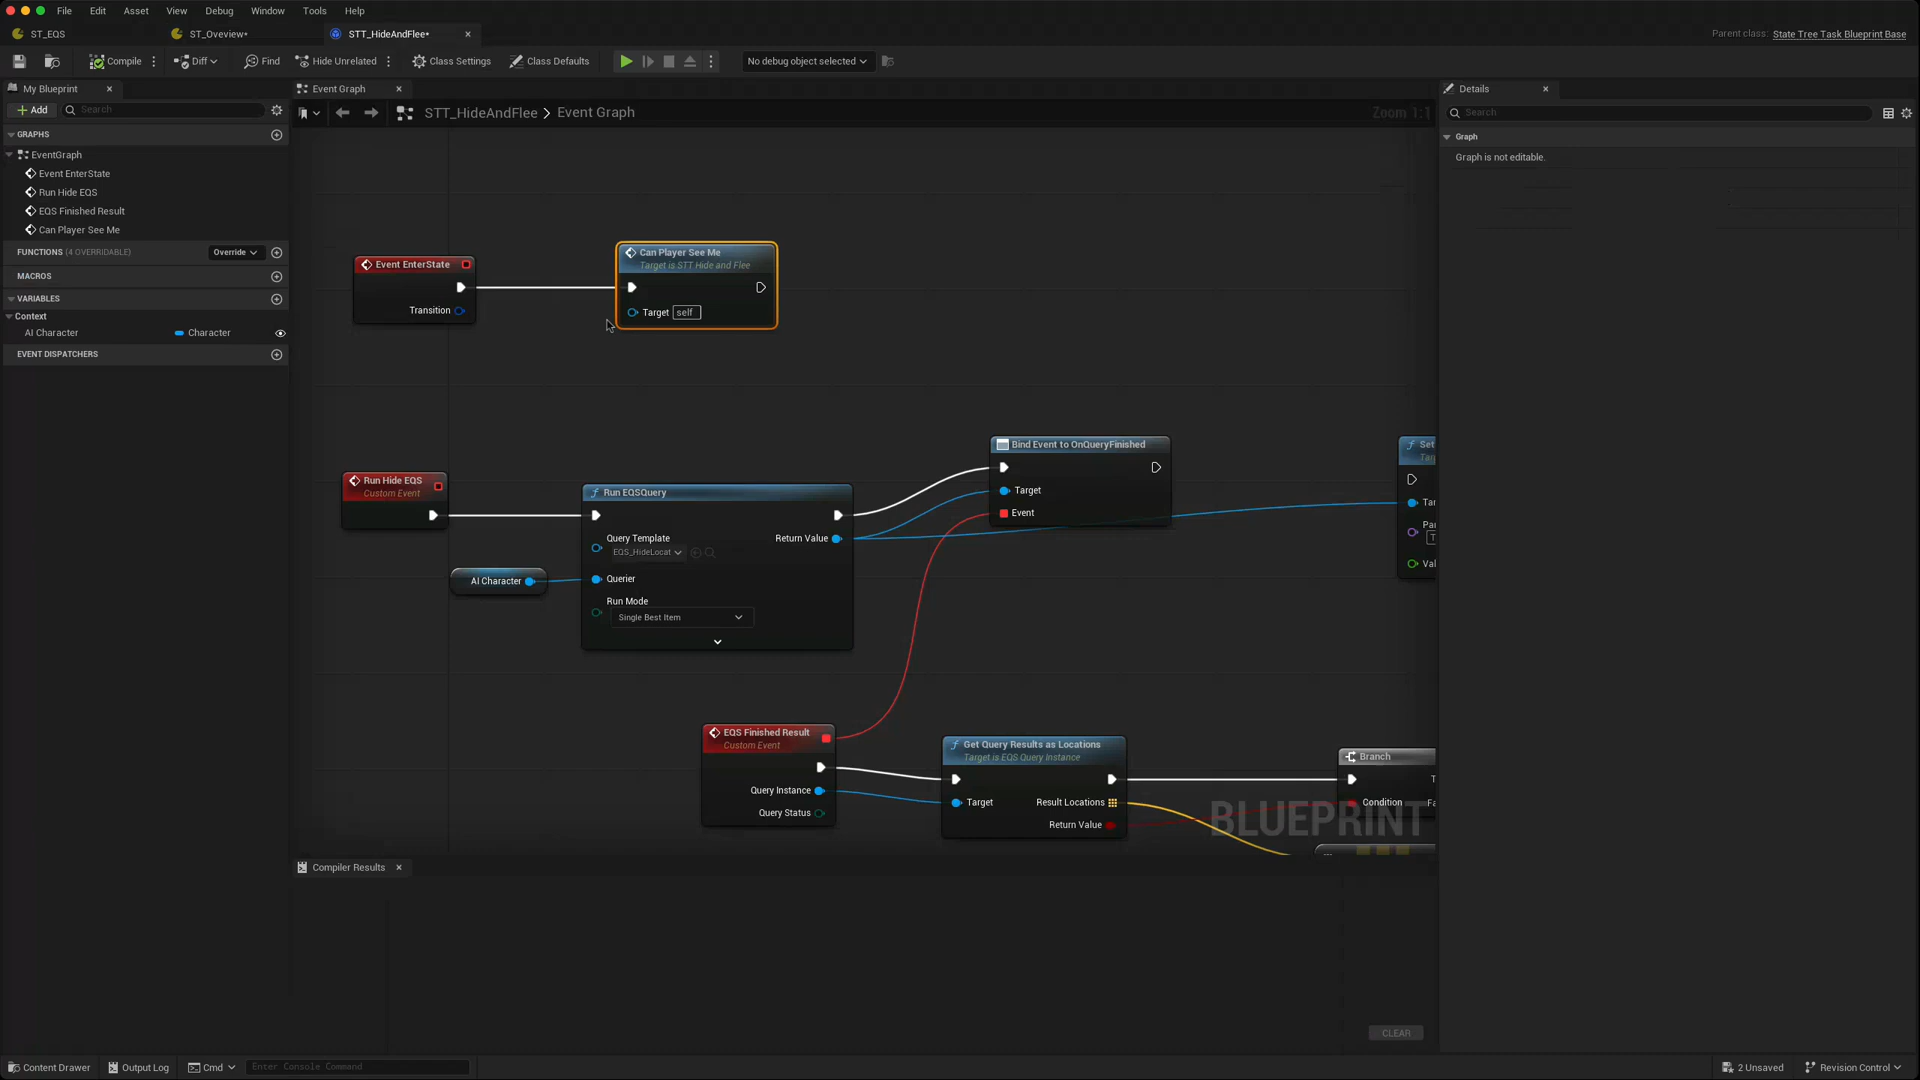 File Edit Asset View Debug Window Tools Help
ST_EQS ST_Oveview• STT_HideAndFlee•
Parent class: State Tree Task Blueprint Base
Compile Diff Find Hide Unrelated Class Settings Class Defaults No debug object selected
My Blueprint
Event Graph
Details
Add Search
STT_HideAndFlee > Event Graph
Zoom 1:1
Search
GRAPHS
Graph
EventGraph
Graph is not editable.
Event EnterState
Run Hide EQS
EQS Finished Result
Can Player See Me
FUNCTIONS (4 OVERRIDABLE) Override
MACROS
VARIABLES
Context
AI Character Character
EVENT DISPATCHERS
Event EnterState
Transition
Can Player See Me
Target is STT Hide and Flee
Target self
Run Hide EQS
Custom Event
AI Character
Run EQSQuery
Query Template
EQS_HideLocat
Return Value
Querier
Run Mode
Single Best Item
Bind Event to OnQueryFinished
Target
Event
Set
Tar
Tar
Pa
T
Val
EQS Finished Result
Custom Event
Query Instance
Query Status
Get Query Results as Locations
Target is EQS Query Instance
Target
Result Locations
Return Value
Branch
T
Condition
Fa
BLUEPRINT
Compiler Results
CLEAR
Content Drawer Output Log Cmd Enter Console Command
2 Unsaved Revision Control